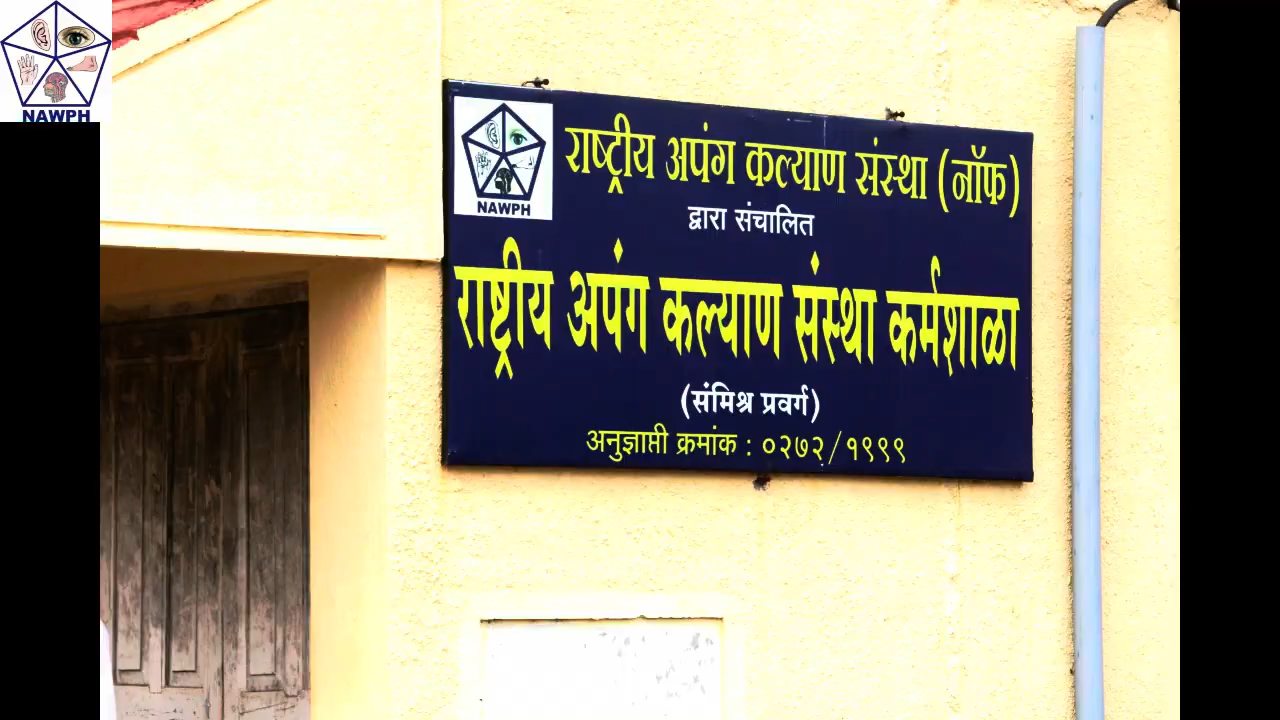 NAWPH
NAWPH
राष्ट्रीय अपंग कल्याण संस्था (नॉफ)
द्वारा संचालित
राष्ट्रीय अपंग कल्याण संस्था कर्मशाळा
(संमिश्र प्रवर्ग)
अनुज्ञाप्ती क्रमांक : ०२७२/१९९९